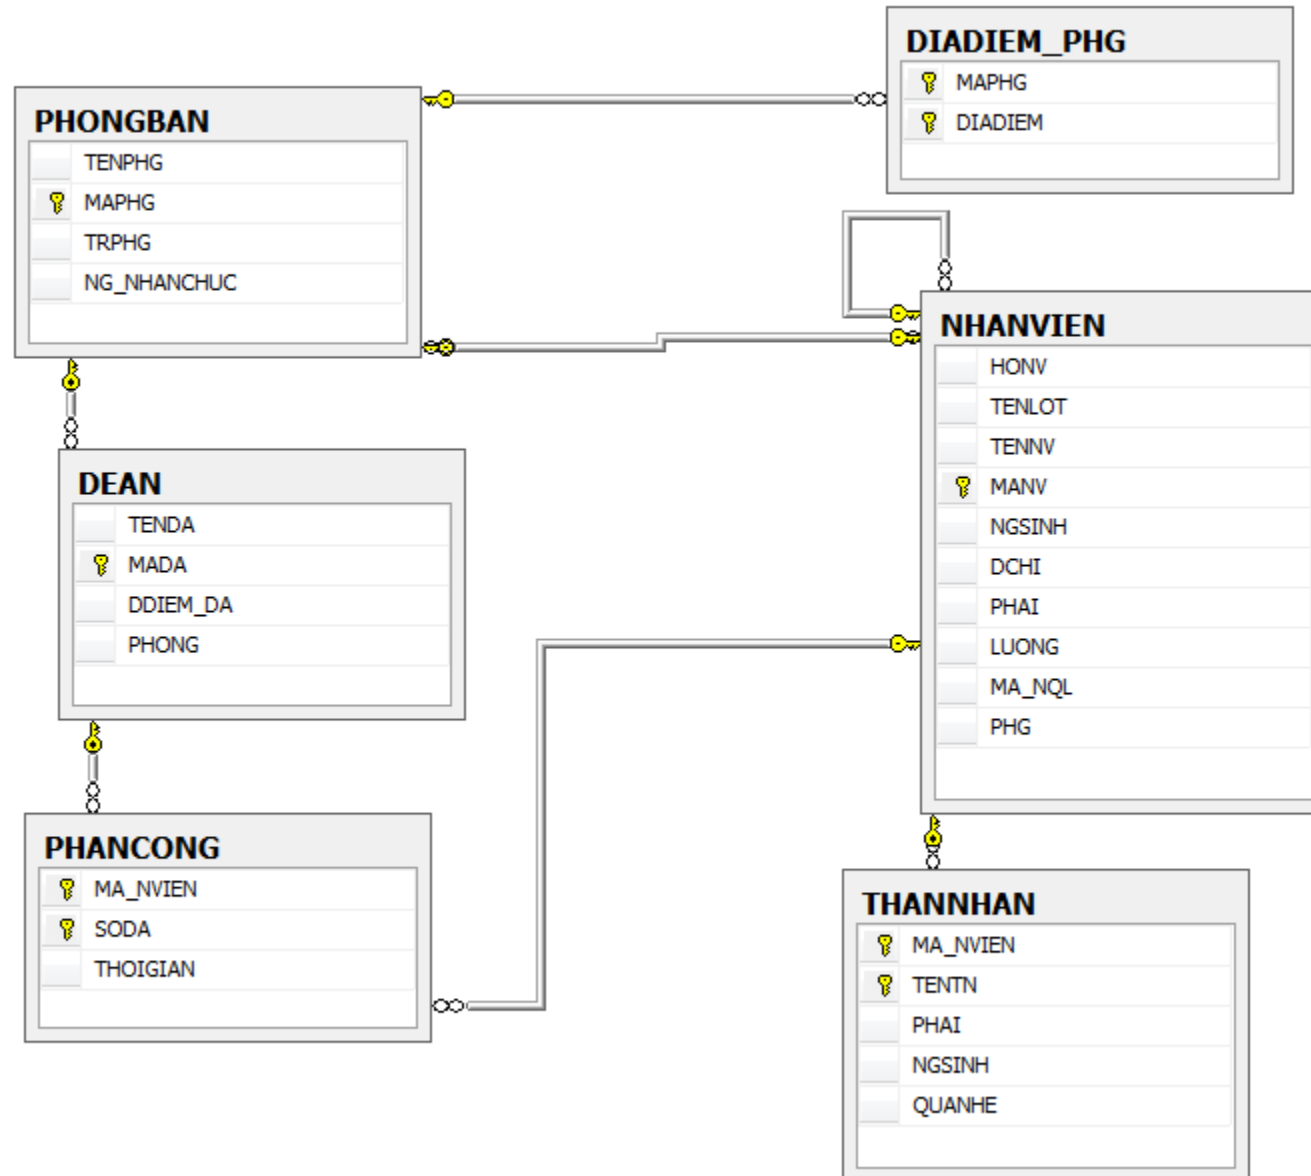 DIADIEM_PHG
MAPHG
DIADIEM
PHONGBAN
TENPHG
MAPHG
TRPHG
NG_NHANCHUC
NHANVIEN
HONV
TENLOT
TENNV
MANV
NGSINH
DCHI
PHAI
LUONG
MA_NQL
PHG
DEAN
TENDA
MADA
DDIEM_DA
PHONG
PHANCONG
MA_NVIEN
SODA
THOIGIAN
THANNHAN
MA_NVIEN
TENTN
PHAI
NGSINH
QUANHE